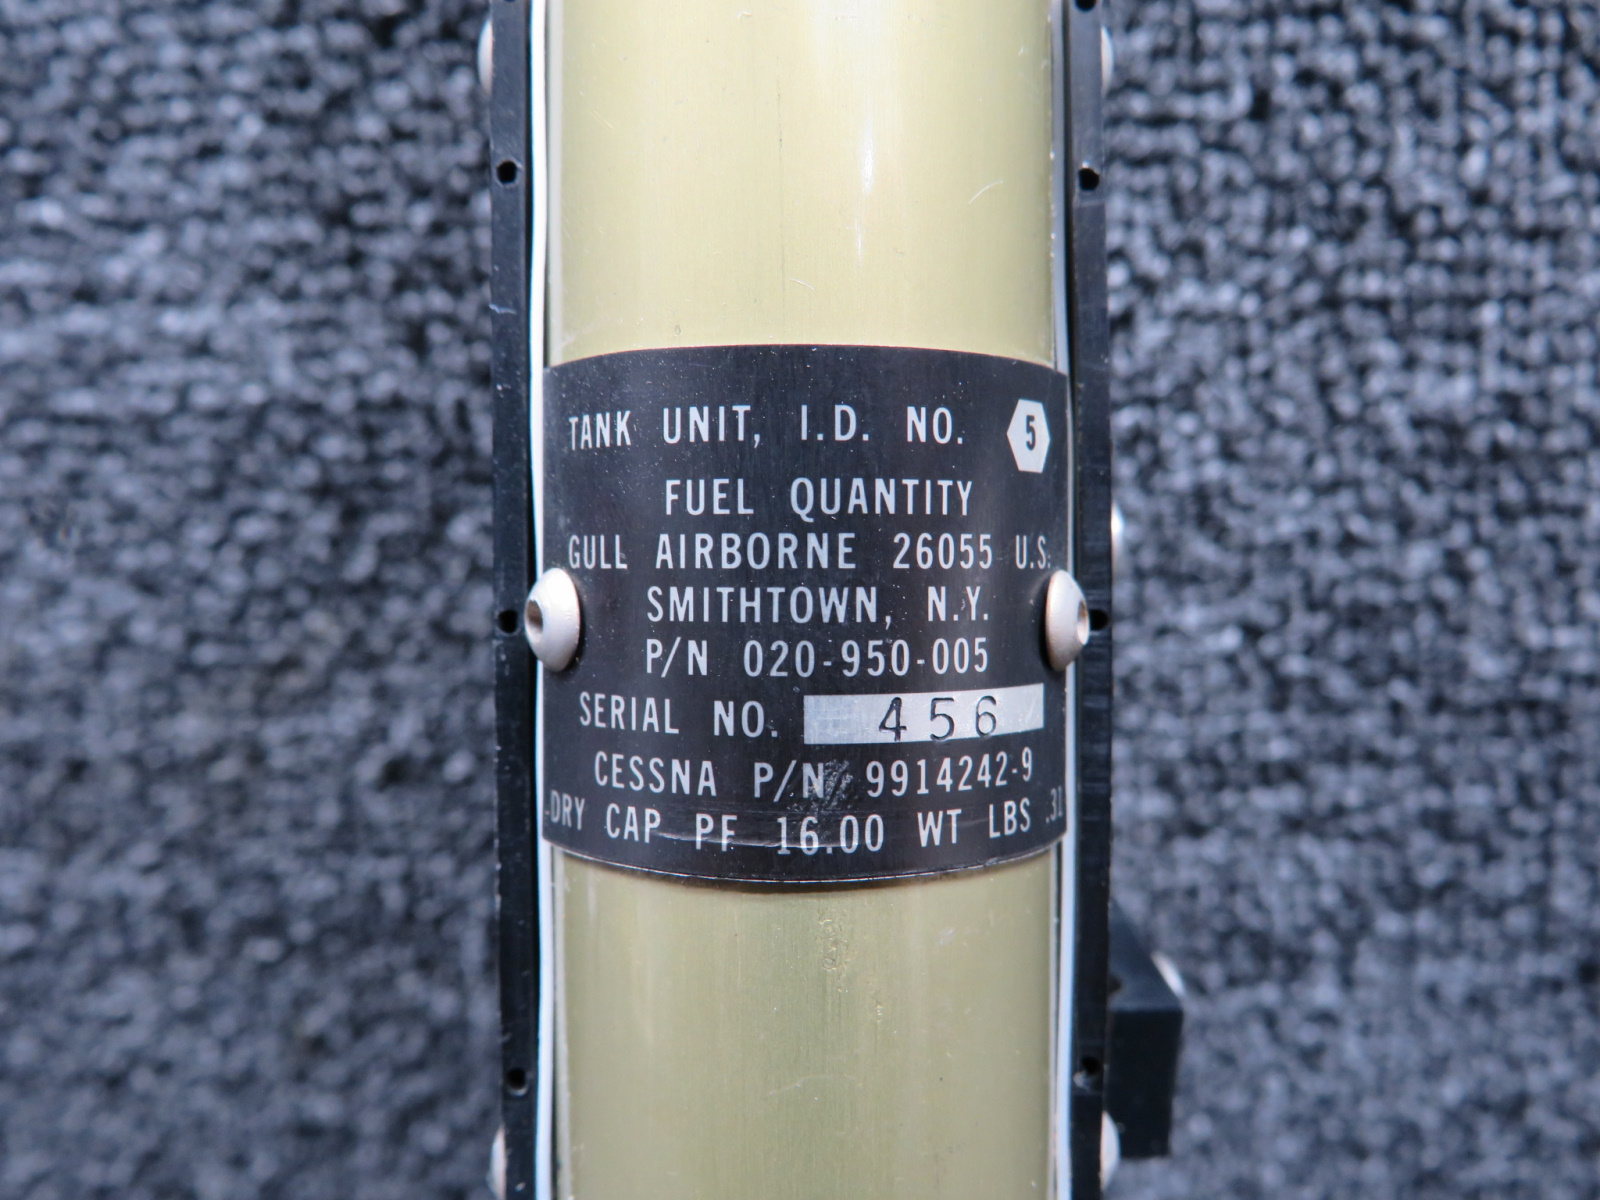 TANK UNIT, I.D. NO. 5
FUEL QUANTITY
GULL AIRBORNE 26055 U.S.
SMITHTOWN, N.Y.
P/N 020-950-005
SERIAL NO. 456
CESSNA P/N 9914242-9
DRY CAP PF 16.00 WT LBS .31